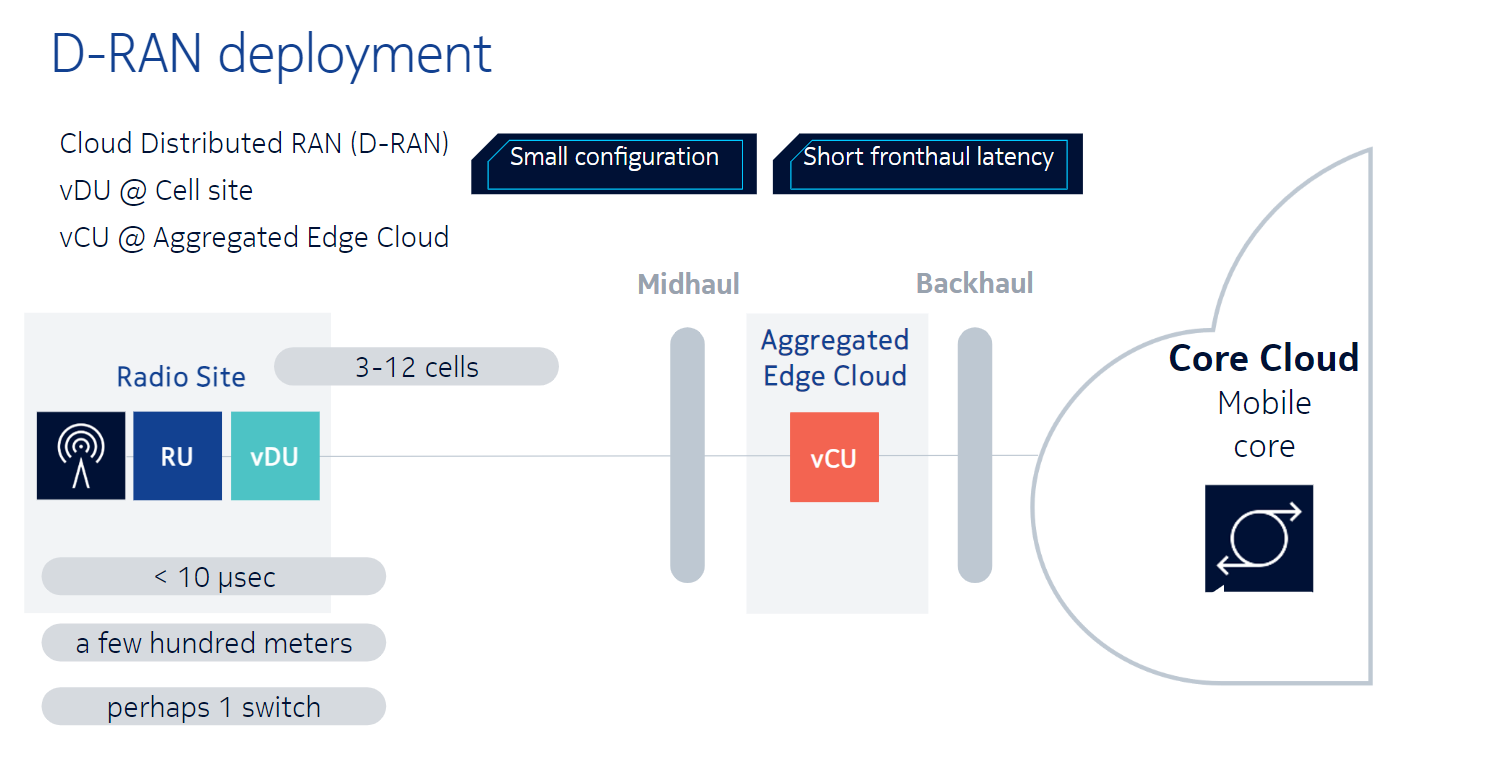 D-RAN deployment
Cloud Distributed RAN (D-RAN)
vDU @ Cell site
vCU @ Aggregated Edge Cloud
Small configuration
Short fronthaul latency
Midhaul
Backhaul
Radio Site
3-12 cells
Aggregated
Edge Cloud
Core Cloud
Mobile
core
RU
vDU
vCU
< 10 µsec
a few hundred meters
perhaps 1 switch